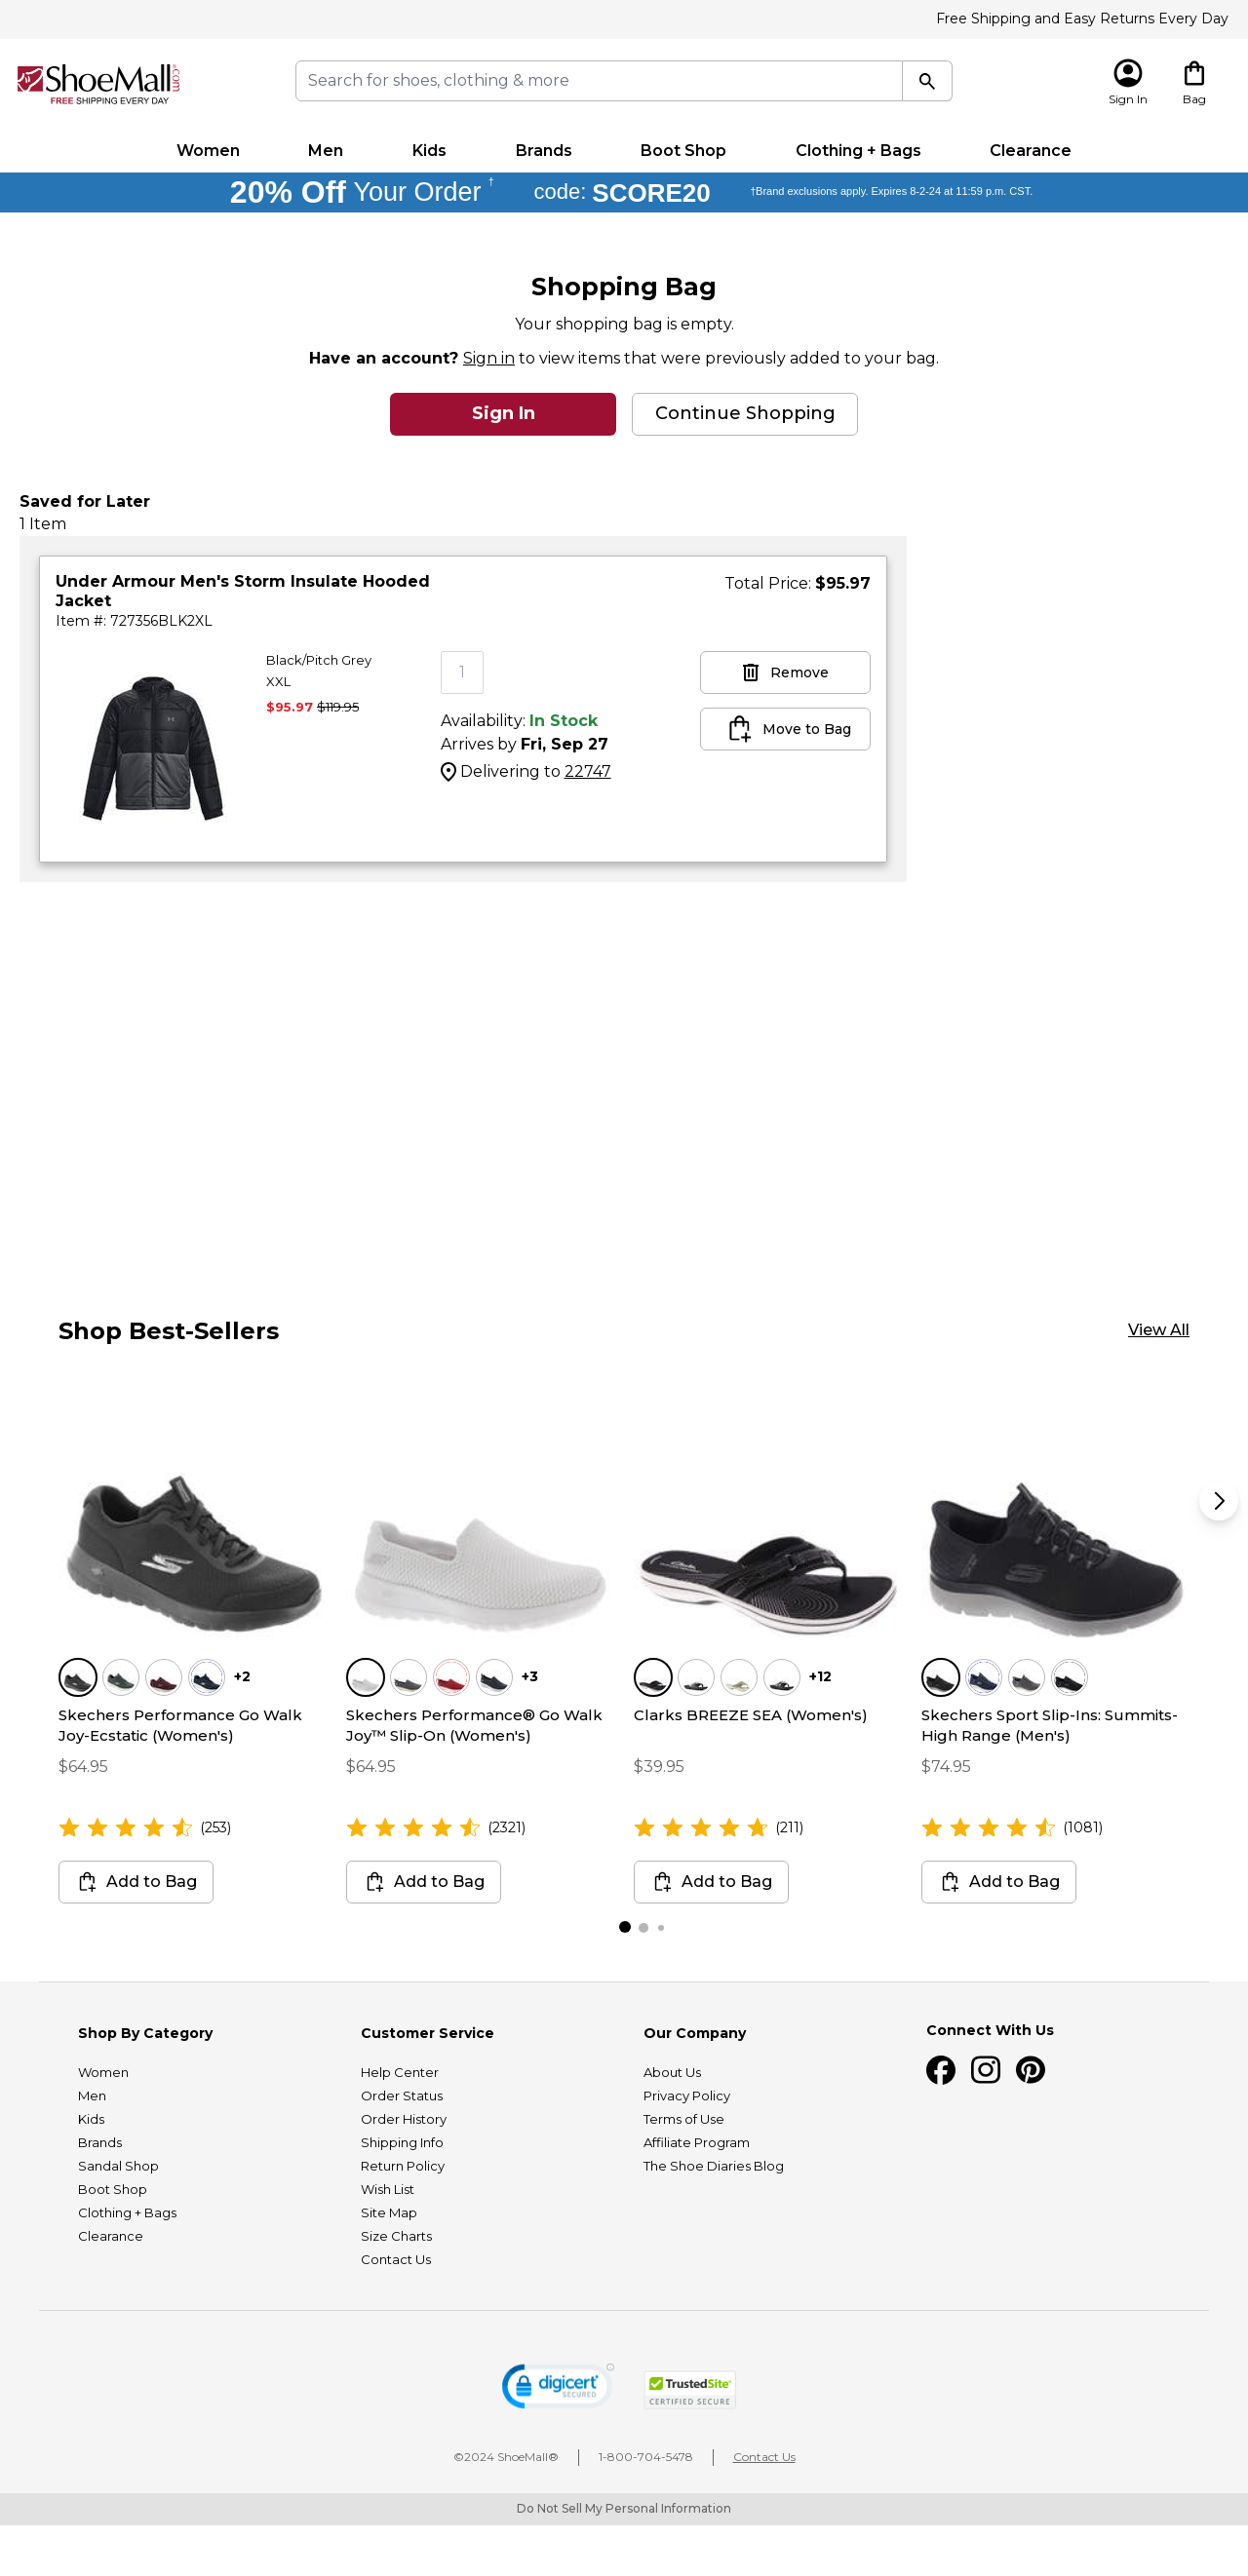 Free Shipping and Easy Returns Every Day
ShoeMall.com
FREE SHIPPING EVERY DAY
Search for shoes, clothing & more
Sign In
Bag
Women Men Kids Brands Boot Shop Clothing + Bags Clearance
20% Off Your Order † code: SCORE20 †Brand exclusions apply. Expires 8-2-24 at 11:59 p.m. CST.
Shopping Bag
Your shopping bag is empty.
Have an account? Sign in to view items that were previously added to your bag.
Sign In
Continue Shopping
Saved for Later
1 Item
Under Armour Men's Storm Insulate Hooded
Jacket
Item #: 727356BLK2XL
Total Price: $95.97
Black/Pitch Grey
XXL
$95.97 $119.95
1
Availability: In Stock
Arrives by Fri, Sep 27
Delivering to 22747
Remove
Move to Bag
Shop Best-Sellers
View All
+2
Skechers Performance Go Walk
Joy-Ecstatic (Women's)
$64.95
(253)
Add to Bag
+3
Skechers Performance® Go Walk
Joy™ Slip-On (Women's)
$64.95
(2321)
Add to Bag
+12
Clarks BREEZE SEA (Women's)
$39.95
(211)
Add to Bag
Skechers Sport Slip-Ins: Summits-
High Range (Men's)
$74.95
(1081)
Add to Bag
Shop By Category
Women
Men
Kids
Brands
Sandal Shop
Boot Shop
Clothing + Bags
Clearance
Customer Service
Help Center
Order Status
Order History
Shipping Info
Return Policy
Wish List
Site Map
Size Charts
Contact Us
Our Company
About Us
Privacy Policy
Terms of Use
Affiliate Program
The Shoe Diaries Blog
Connect With Us
digicert
SECURED
TrustedSite
CERTIFIED SECURE
©2024 ShoeMall®
1-800-704-5478
Contact Us
Do Not Sell My Personal Information